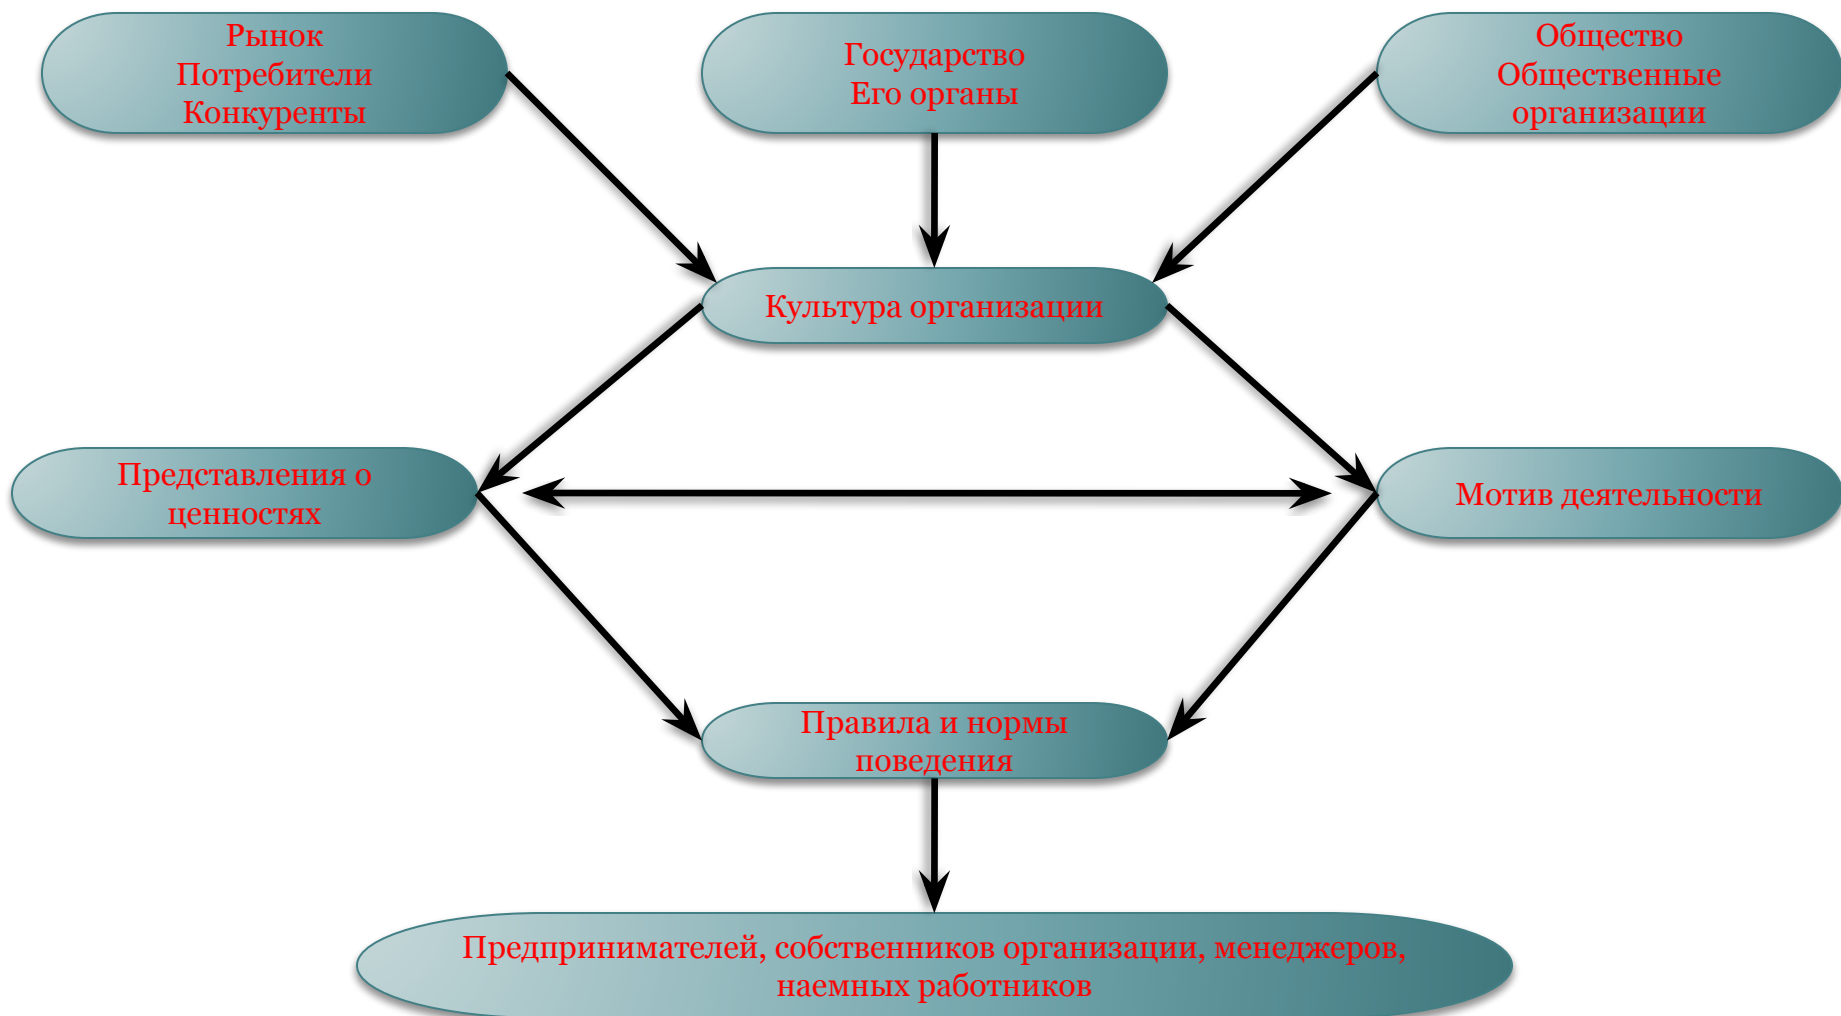 Рынок
Потребители
Конкуренты
Государство
Его органы
Общество
Общественные
организации
Культура организации
Представления о
ценностях
Мотив деятельности
Правила и нормы
поведения
Предпринимателей, собственников организации, менеджеров,
наемных работников